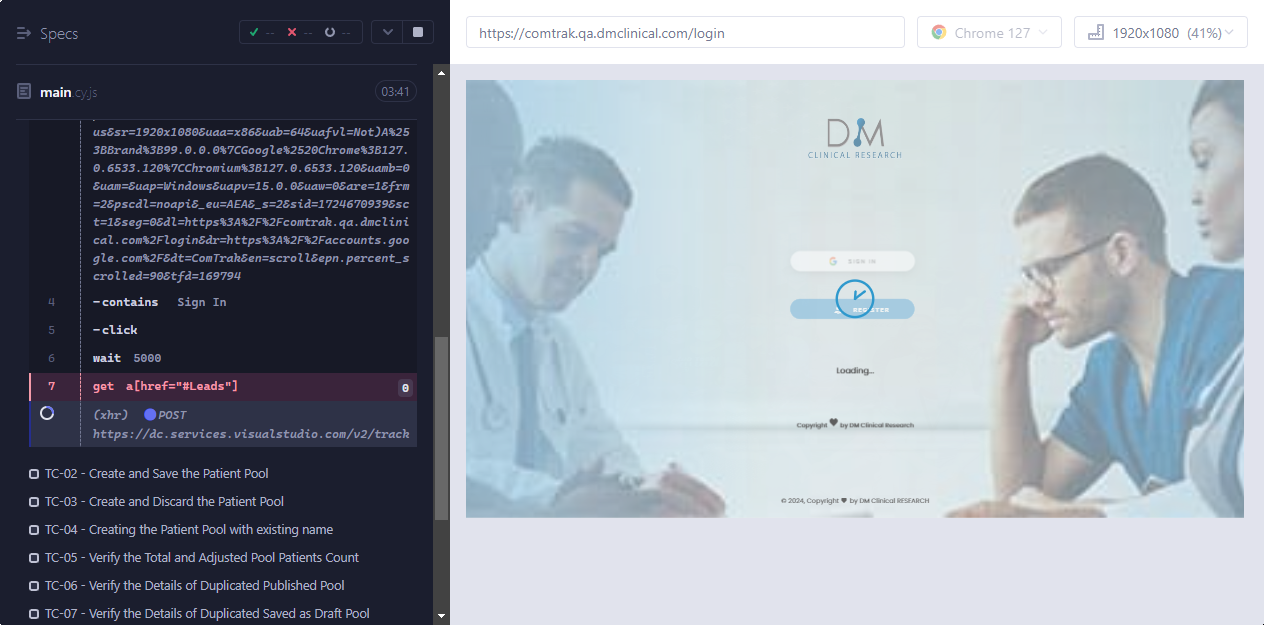 Specs
-- -- --
https://comtrak.qa.dmclinical.com/login
Chrome 127
1920x1080 (41%)
main.cy.js
03:41
us&sr=1920x1080&uaa=x86&uab=64&uafvl=Not)A%25
3BBrand%3B99.0.0.0%7CGoogle%2520Chrome%3B127.
0.6533.120%7CChromium%3B127.0.6533.120&uamb=0
&uam=&uap=Windows&uapv=15.0.0&uaw=0&are=1&frm
=2&pscdl=noapi&_eu=AEA&_s=2&sid=1724670939&sc
t=1&seg=0&dl=https%3A%2F%2Fcomtrak.qa.dmclini
cal.com%2Flogin&dr=https%3A%2F%2Faccounts.goo
gle.com%2F&dt=ComTrak&en=scroll&epn.percent_s
crolled=90&tfd=169794
4 -contains Sign In
5 -click
6 wait 5000
7 get a[href="#Leads"] 0
(xhr) POST
https://dc.services.visualstudio.com/v2/track
TC-02 - Create and Save the Patient Pool
TC-03 - Create and Discard the Patient Pool
TC-04 - Creating the Patient Pool with existing name
TC-05 - Verify the Total and Adjusted Pool Patients Count
TC-06 - Verify the Details of Duplicated Published Pool
TC-07 - Verify the Details of Duplicated Saved as Draft Pool
DM
CLINICAL RESEARCH
SIGN IN
REGISTER
Loading...
Copyright ♥ by DM Clinical Research
© 2024, Copyright ♥ by DM Clinical RESEARCH